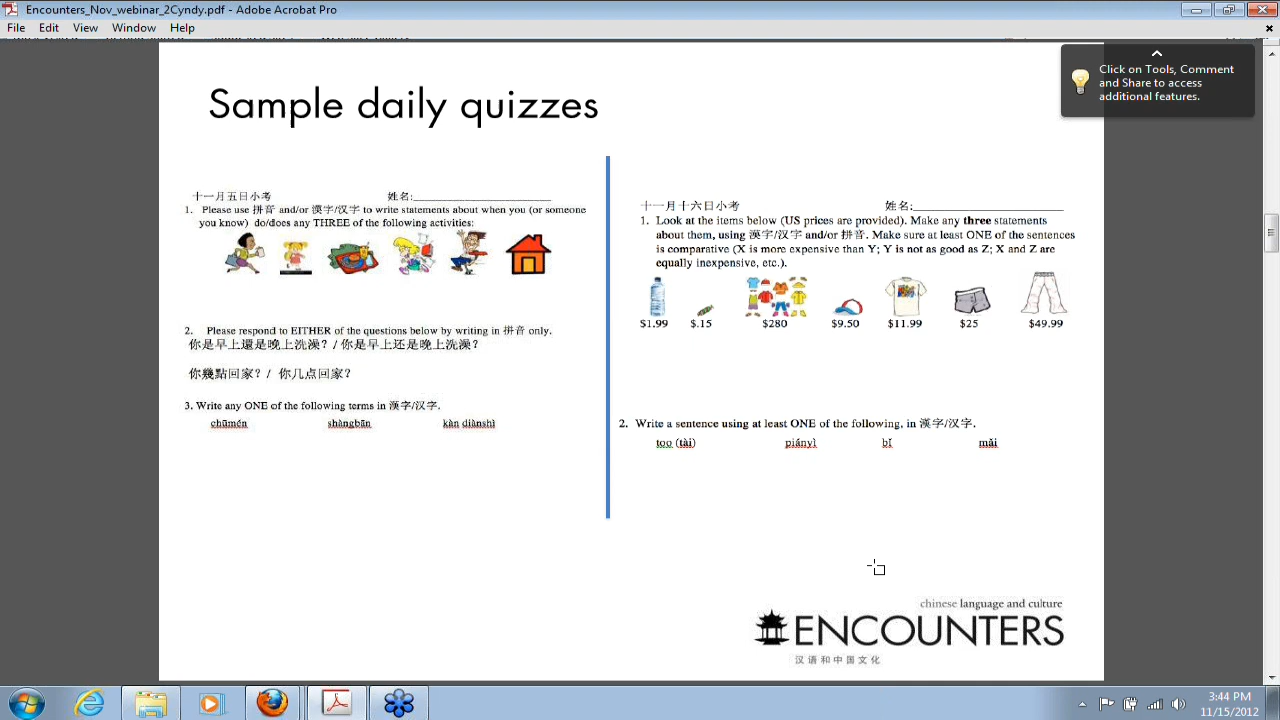 Encounters_Nov_webinar_2Cyndy.pdf - Adobe Acrobat Pro
File Edit View Window Help
Click on Tools, Comment
and Share to access
additional features.
Sample daily quizzes
十一月五日小考 姓名:
1. Please use 拼音 and/or 漢字/汉字 to write statements about when you (or someone
you know) do/does any THREE of the following activities:
2. Please respond to EITHER of the questions below by writing in 拼音 only.
你是早上還是晚上洗澡? / 你是早上还是晚上洗澡?
你幾點回家? / 你几点回家?
3. Write any ONE of the following terms in 漢字/汉字.
chūmén shàngbān kàn diànshì
十一月十六日小考 姓名:
1. Look at the items below (US prices are provided). Make any three statements
about them, using 漢字/汉字 and/or 拼音. Make sure at least ONE of the sentences
is comparative (X is more expensive than Y; Y is not as good as Z; X and Z are
equally inexpensive, etc.).
$1.99 $.15 $280 $9.50 $11.99 $25 $49.99
2. Write a sentence using at least ONE of the following, in 漢字/汉字.
too (tài) piányì bǐ mǎi
chinese language and culture
ENCOUNTERS
汉语和中国文化
3:44 PM
11/15/2012